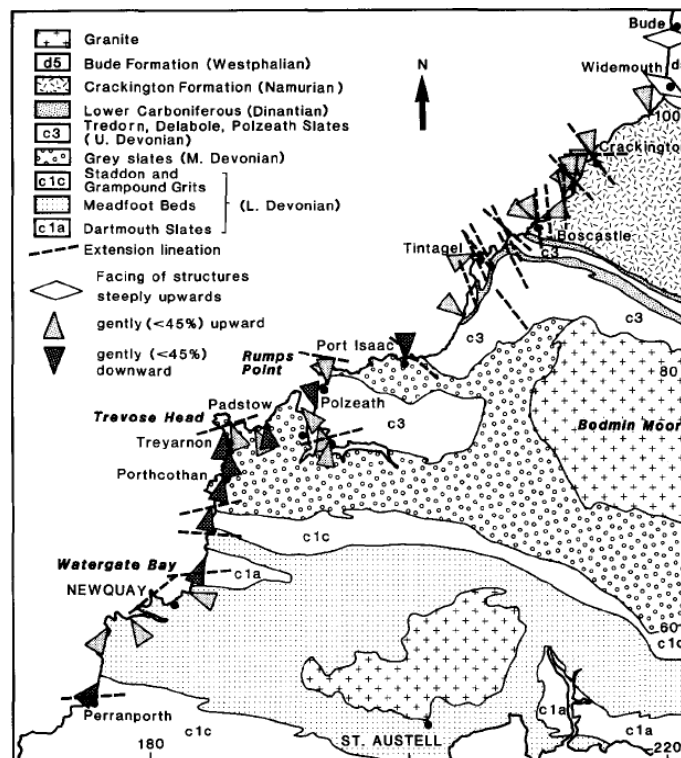 Granite
d5 Bude Formation (Westphalian)
Crackington Formation (Namurian)
Lower Carboniferous (Dinantian)
c3 Tredorn, Delabole, Polzeath Slates
(U. Devonian)
Grey slates (M. Devonian)
c1c Staddon and
Grampound Grits
Meadfoot Beds (L. Devonian)
c1a Dartmouth Slates
Extension lineation
Facing of structures
steeply upwards
gently (<45%) upward
gently (<45%)
downward
N
Bude
Widemouth
d5
100
Crackington
Boscastle
c3
Tintagel
c3
Port Isaac
Rumps
Point
80
Padstow
Polzeath
Trevose Head
c3
Treyarnon
Bodmin Moor
Porthcothan
c1c
Watergate Bay
c1a
NEWQUAY
60
c1c
Perranporth
c1c
c1a
c1a
ST. AUSTELL
180
220